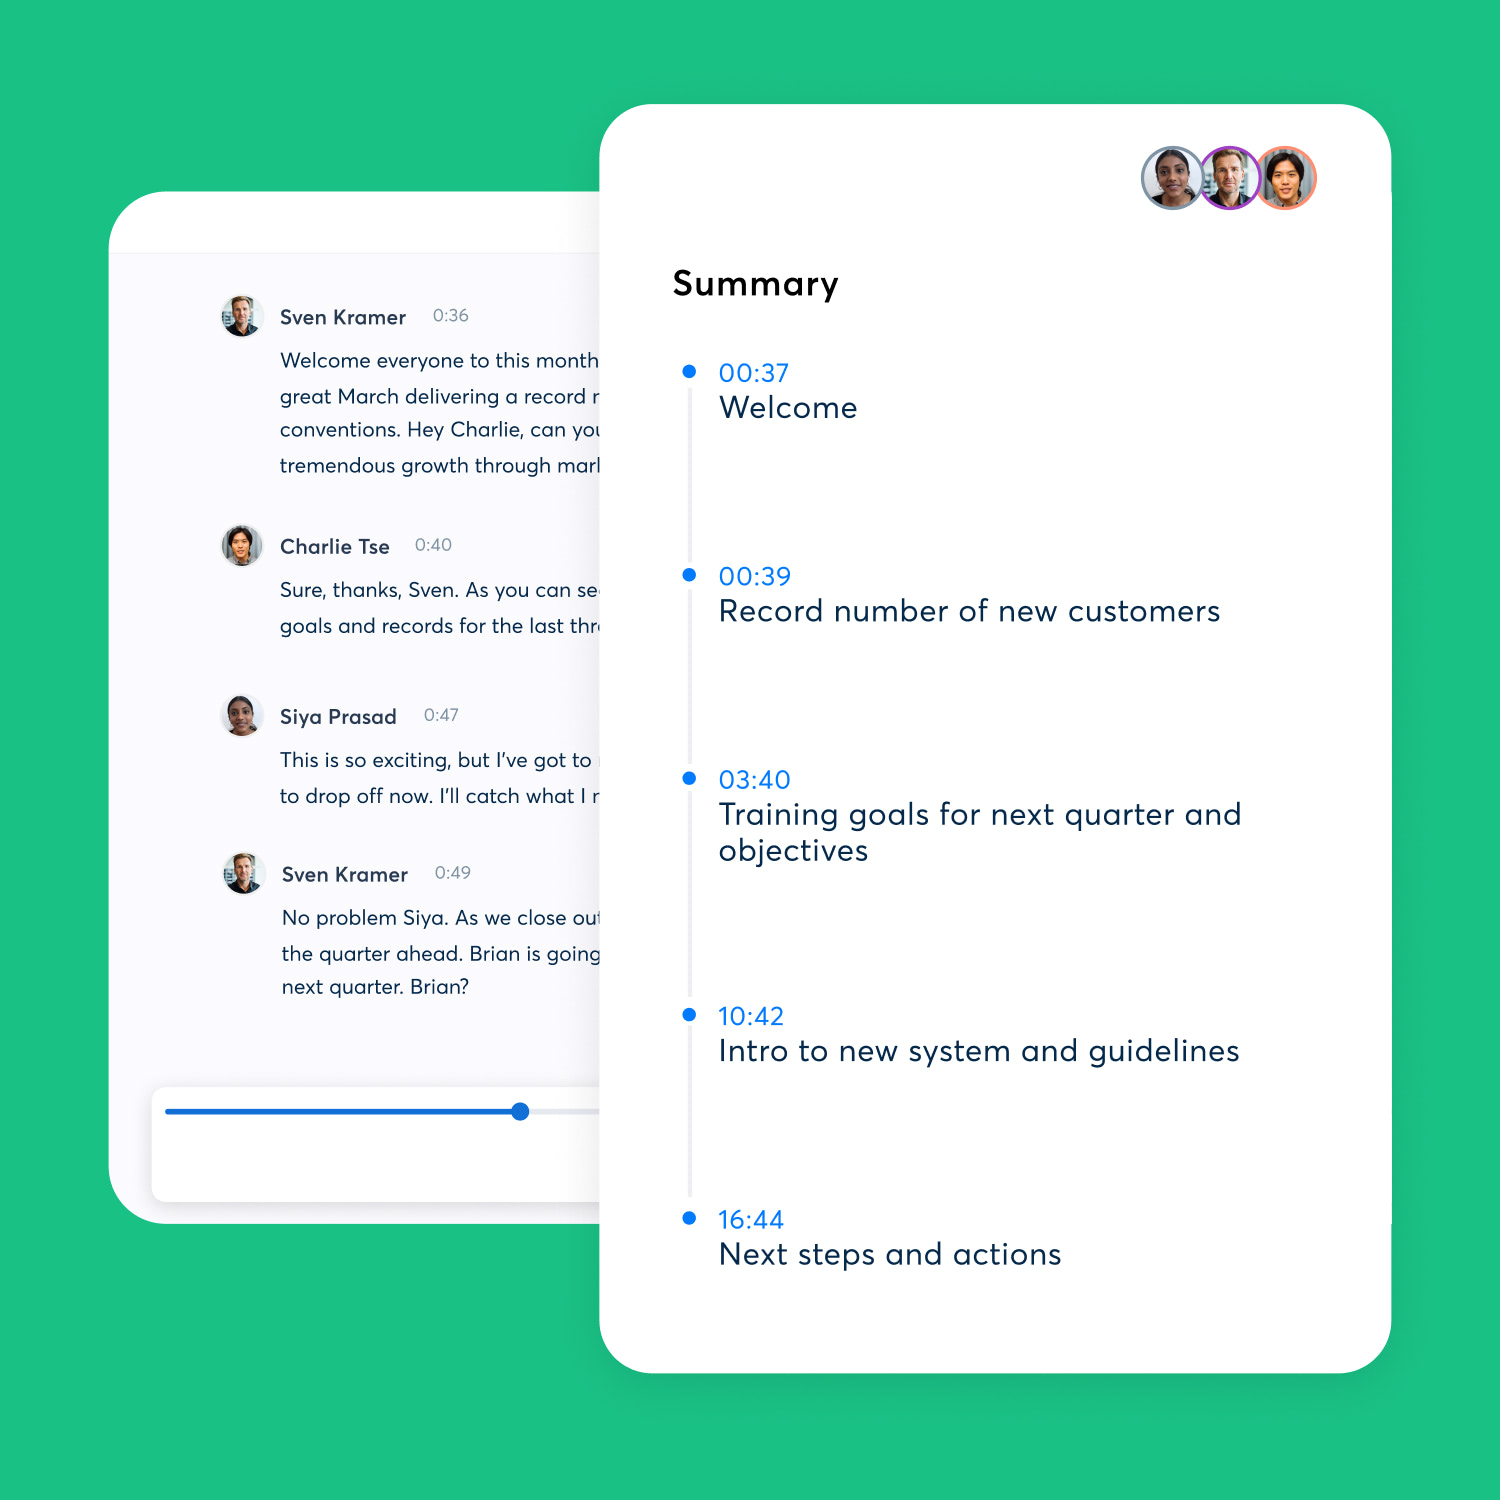 Sven Kramer 0:36
Welcome everyone to this month
great March delivering a record
conventions. Hey Charlie, can you
tremendous growth through
Charlie Tse 0:40
Sure, thanks, Sven. As you can
goals and records for the last
Siya Prasad 0:47
This is so exciting, but I've got to
to drop off now. I'll catch what I
Sven Kramer 0:49
No problem Siya. As we close out
the quarter ahead. Brian is going
next quarter. Brian?
Summary
00:37
Welcome
00:39
Record number of new customers
03:40
Training goals for next quarter and
objectives
10:42
Intro to new system and guidelines
16:44
Next steps and actions